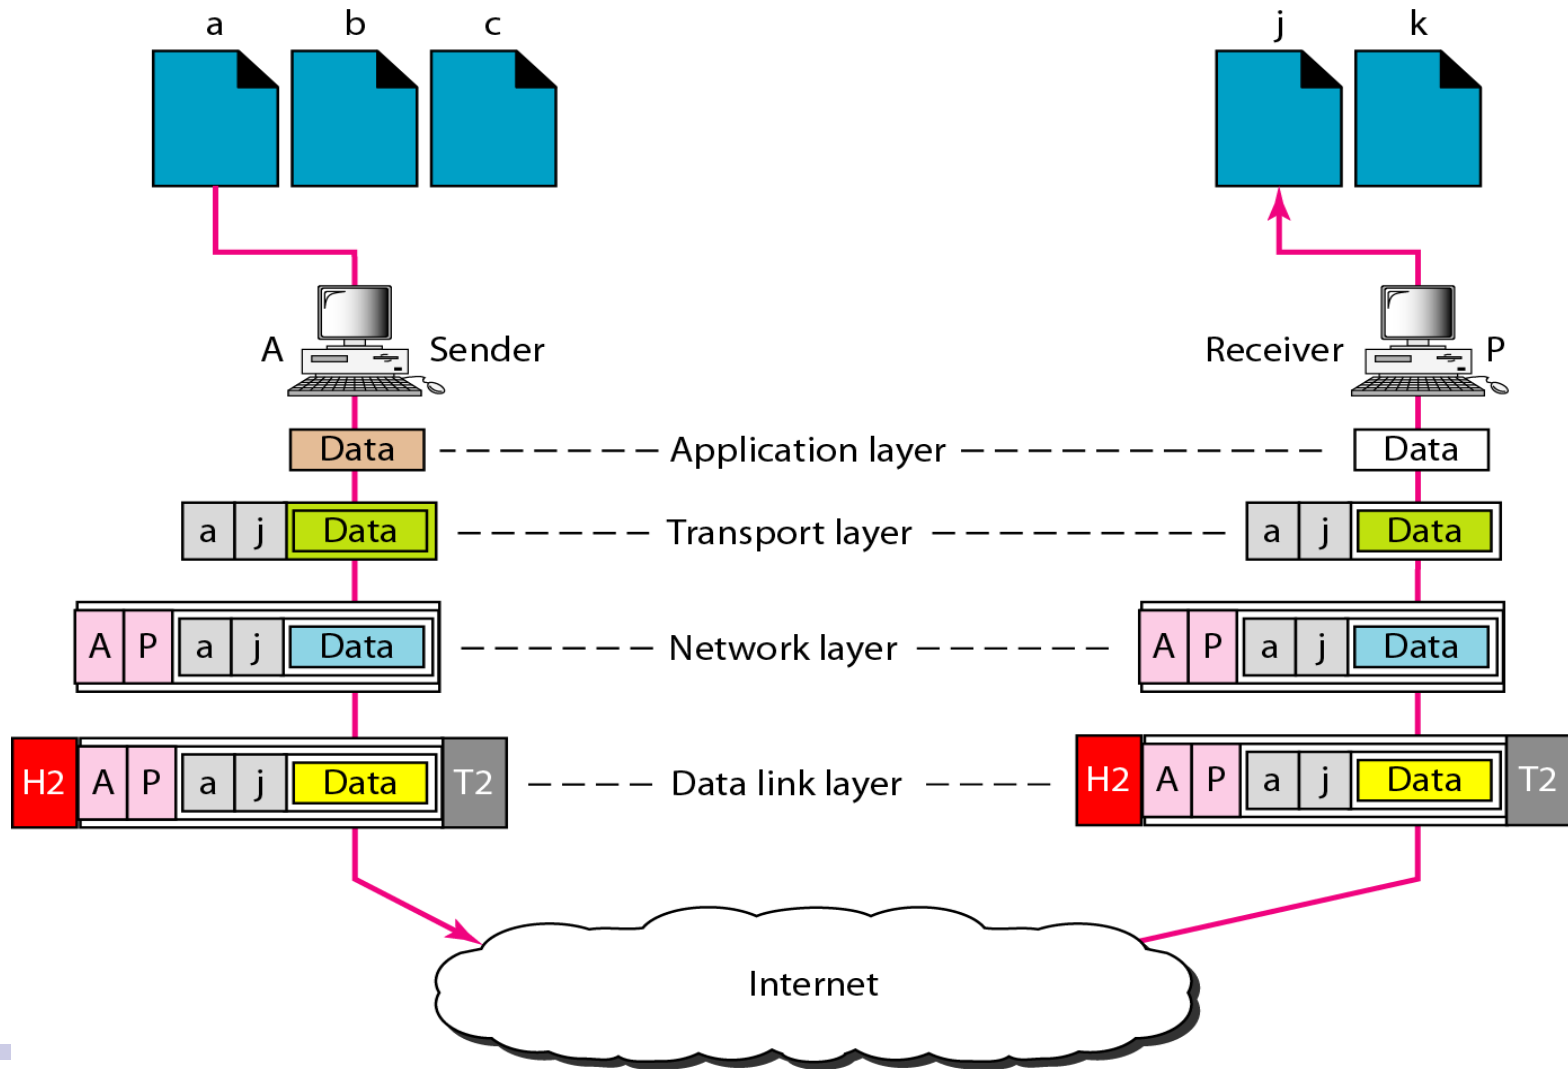 a b c j k
A Sender Receiver P
Data Application layer Data
a j Data Transport layer a j Data
A P a j Data Network layer A P a j Data
H2 A P a j Data T2 Data link layer H2 A P a j Data T2
Internet